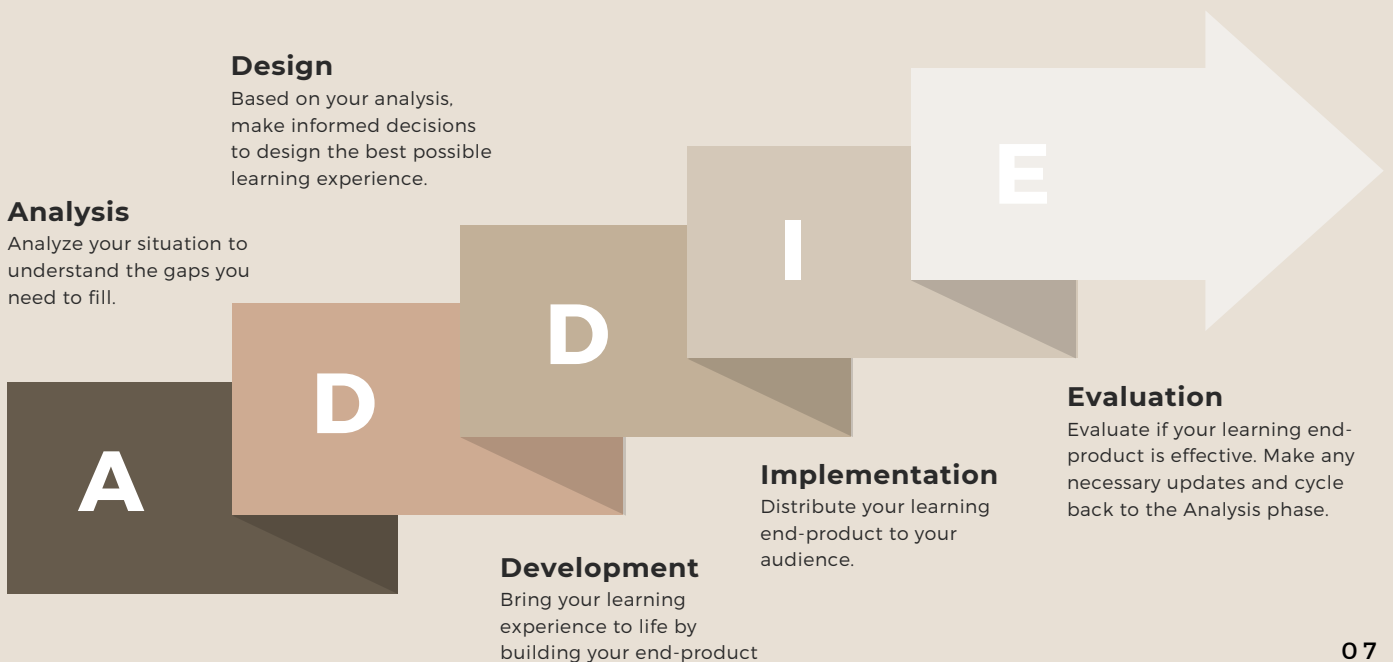 Design
Based on your analysis,
make informed decisions
to design the best possible
learning experience.
Analysis
Analyze your situation to
understand the gaps you
need to fill.
A
D
D
I
E
Evaluation
Evaluate if your learning end-
product is effective. Make any
necessary updates and cycle
back to the Analysis phase.
Implementation
Distribute your learning
end-product to your
audience.
Development
Bring your learning
experience to life by
building your end-product
07